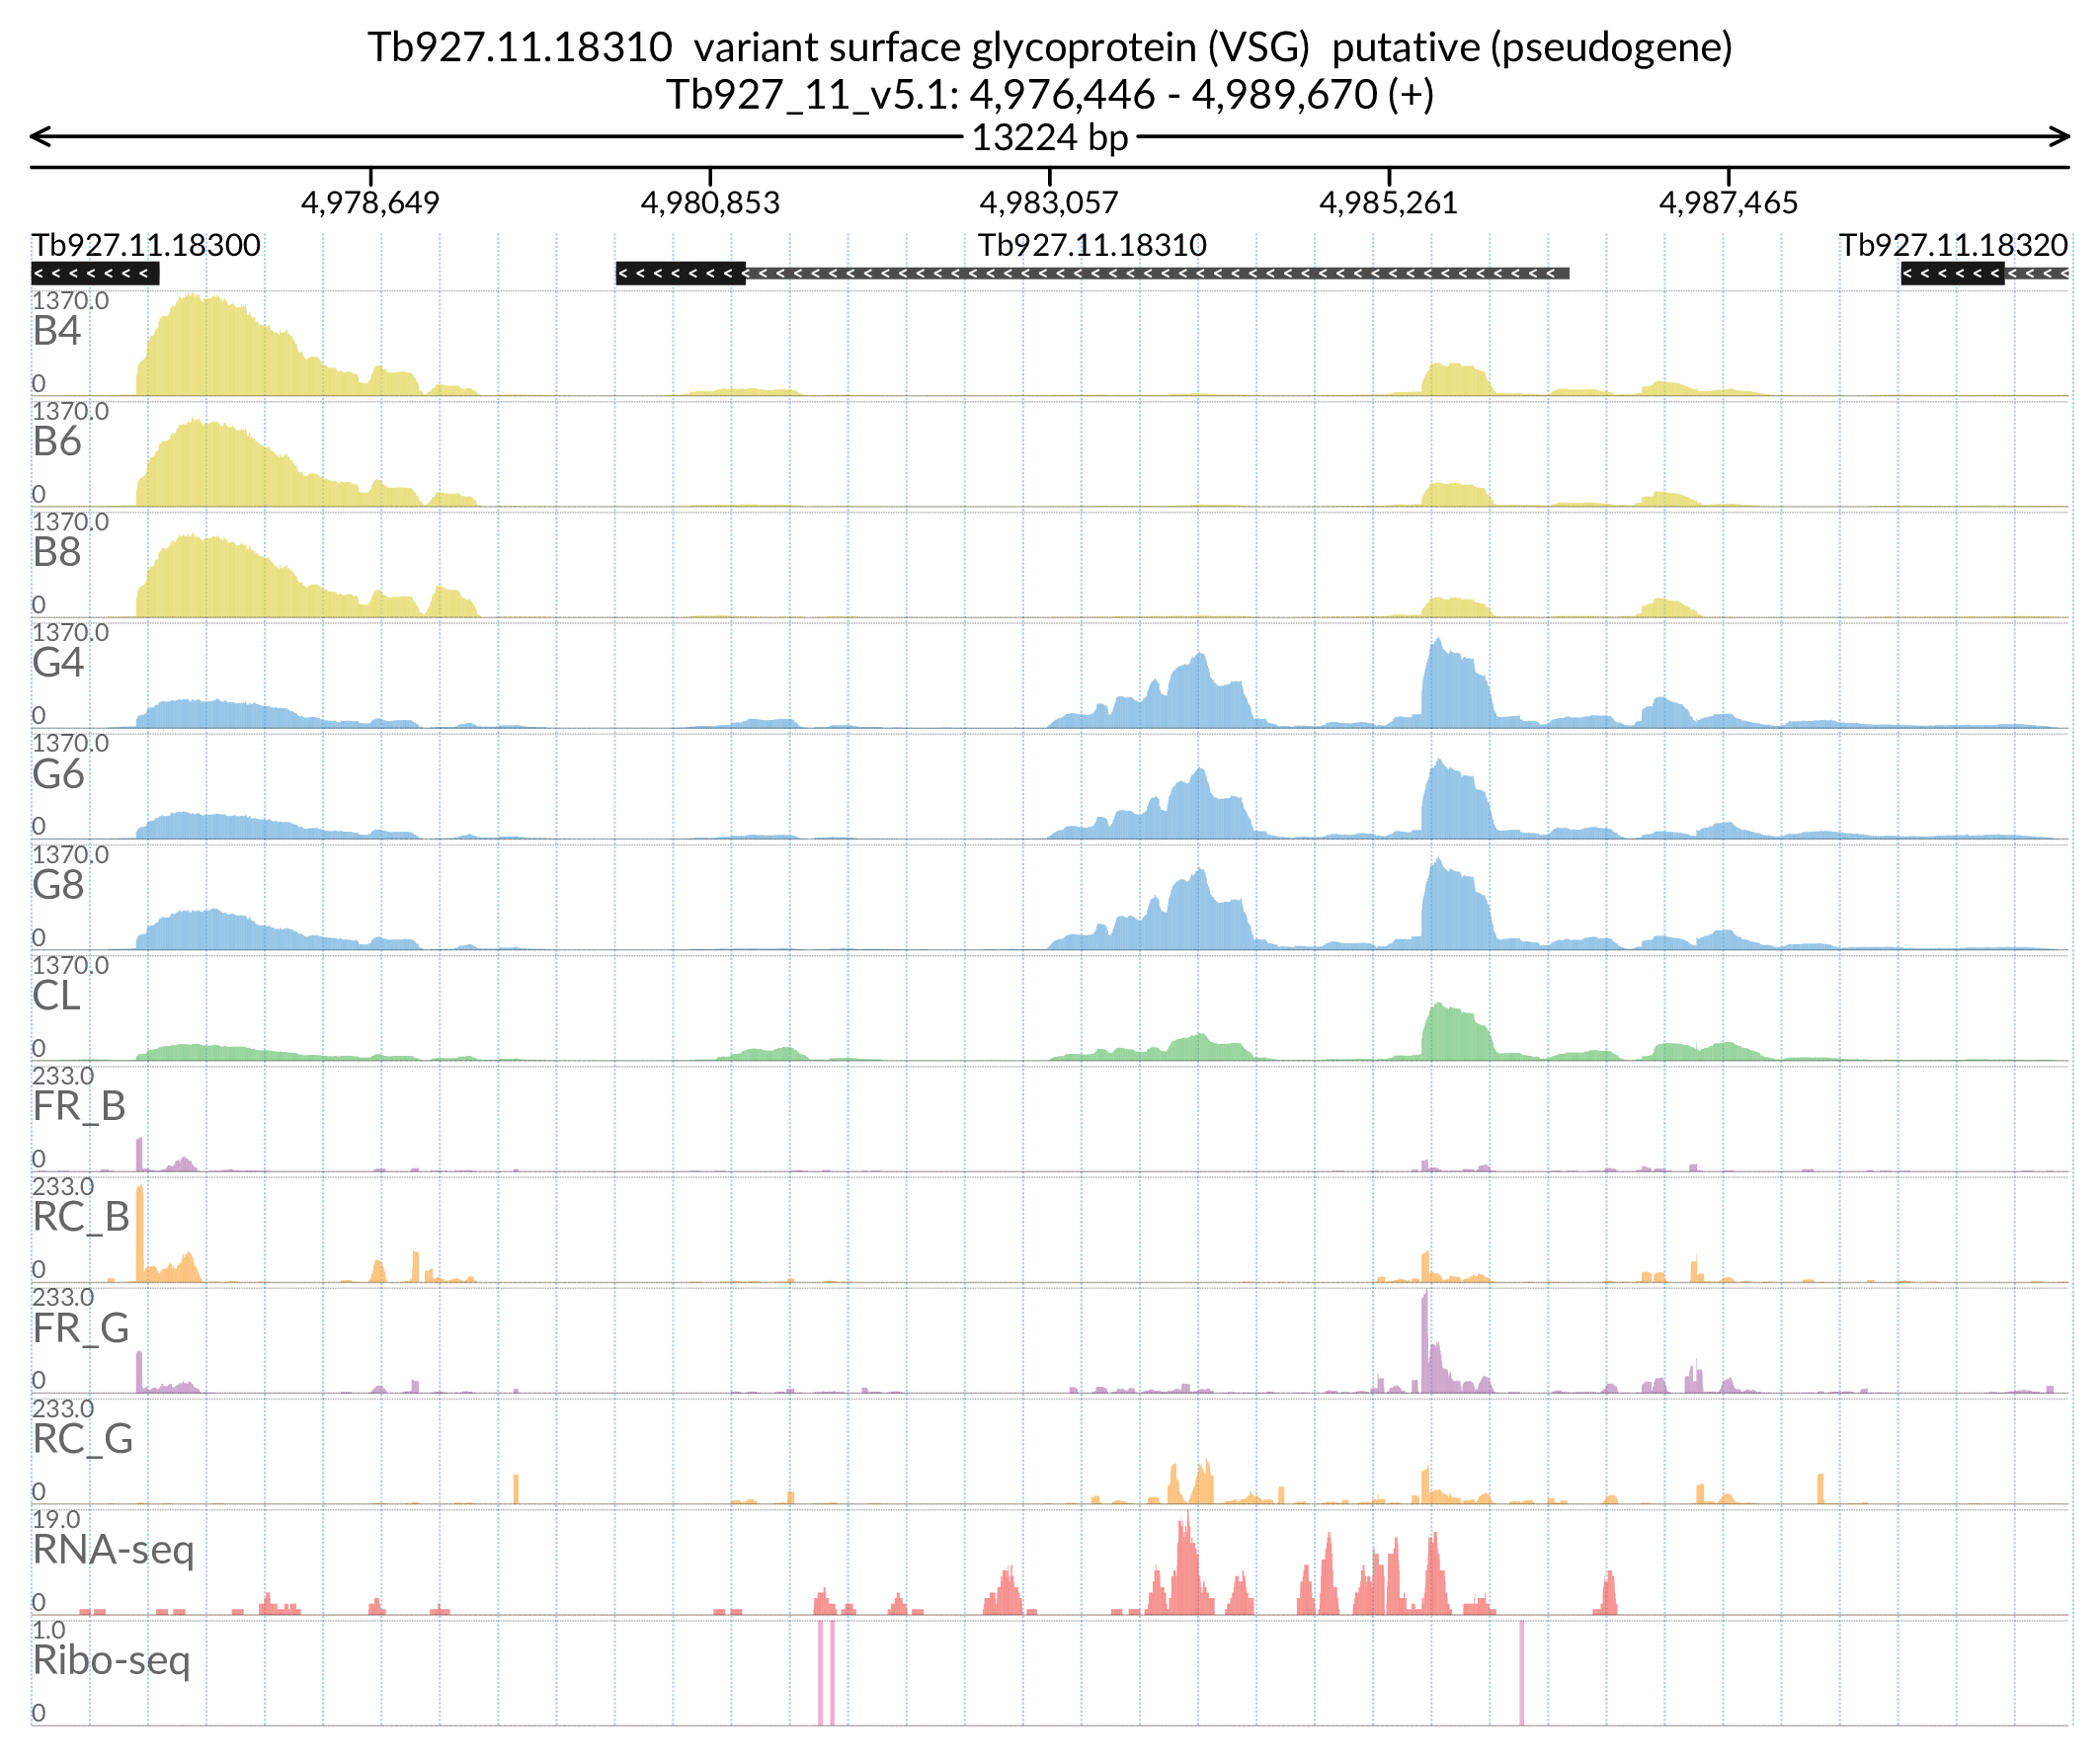 Tb927.11.18310 variant surface glycoprotein (VSG) putative (pseudogene)
Tb927_11_v5.1: 4,976,446 - 4,989,670 (+)
13224 bp
4,978,649 4,980,853 4,983,057 4,985,261 4,987,465
Tb927.11.18300 Tb927.11.18310 Tb927.11.18320
1370.0
B4
0
1370.0
B6
0
1370.0
B8
0
1370.0
G4
0
1370.0
G6
0
1370.0
G8
0
1370.0
CL
0
233.0
FR_B
0
233.0
RC_B
0
233.0
FR_G
0
233.0
RC_G
0
19.0
RNA-seq
0
1.0
Ribo-seq
0